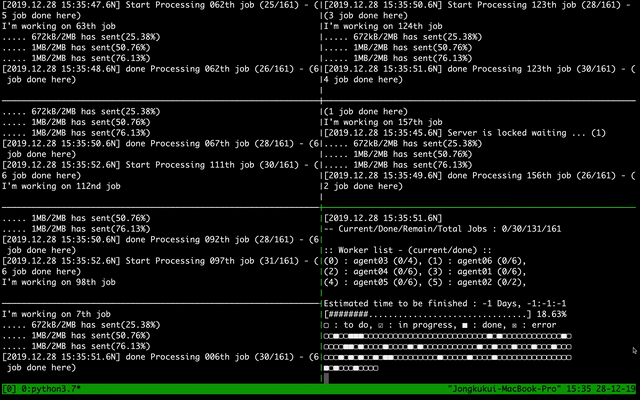 [2019.12.28 15:35:47.6N] Start Processing 062th job (25/161) - (
5 job done here)
I'm working on 63th job
..... 672kB/2MB has sent(25.38%)
..... 1MB/2MB has sent(50.76%)
..... 1MB/2MB has sent(76.13%)
[2019.12.28 15:35:48.6N] done Processing 062th job (26/161) - (6
job done here)
..... 672kB/2MB has sent(25.38%)
..... 1MB/2MB has sent(50.76%)
..... 1MB/2MB has sent(76.13%)
[2019.12.28 15:35:50.6N] done Processing 067th job (28/161) - (6
job done here)
[2019.12.28 15:35:52.6N] Start Processing 111th job (30/161) - (
6 job done here)
I'm working on 112nd job
..... 1MB/2MB has sent(50.76%)
..... 1MB/2MB has sent(76.13%)
[2019.12.28 15:35:50.6N] done Processing 092th job (28/161) - (6
job done here)
[2019.12.28 15:35:52.6N] Start Processing 097th job (31/161) - (
6 job done here)
I'm working on 98th job
I'm working on 7th job
..... 672kB/2MB has sent(25.38%)
..... 1MB/2MB has sent(50.76%)
..... 1MB/2MB has sent(76.13%)
[2019.12.28 15:35:51.6N] done Processing 006th job (30/161) - (6
job done here)
[2019.12.28 15:35:50.6N] Start Processing 123th job (28/161) -
(3 job done here)
I'm working on 124th job
..... 672kB/2MB has sent(25.38%)
..... 1MB/2MB has sent(50.76%)
..... 1MB/2MB has sent(76.13%)
[2019.12.28 15:35:51.6N] done Processing 123th job (30/161) - (
4 job done here)
(1 job done here)
I'm working on 157th job
[2019.12.28 15:35:45.6N] Server is locked waiting ... (1)
..... 672kB/2MB has sent(25.38%)
..... 1MB/2MB has sent(50.76%)
..... 1MB/2MB has sent(76.13%)
[2019.12.28 15:35:49.6N] done Processing 156th job (26/161) - (
2 job done here)
[2019.12.28 15:35:51.6N]
-- Current/Done/Remain/Total Jobs : 0/30/131/161
:: Worker list - (current/done) ::
(0) : agent03 (0/4), (1) : agent06 (0/6),
(2) : agent04 (0/6), (3) : agent01 (0/6),
(4) : agent05 (0/6), (5) : agent02 (0/2),
Estimated time to be finished : -1 Days, -1:-1:-1
[########................................] 18.63%
▢ : to do, ☑ : in progress, ■ : done, ☒ : error
[0] 0:python3.7* "Jongkukui-MacBook-Pro" 15:35 28-12-19